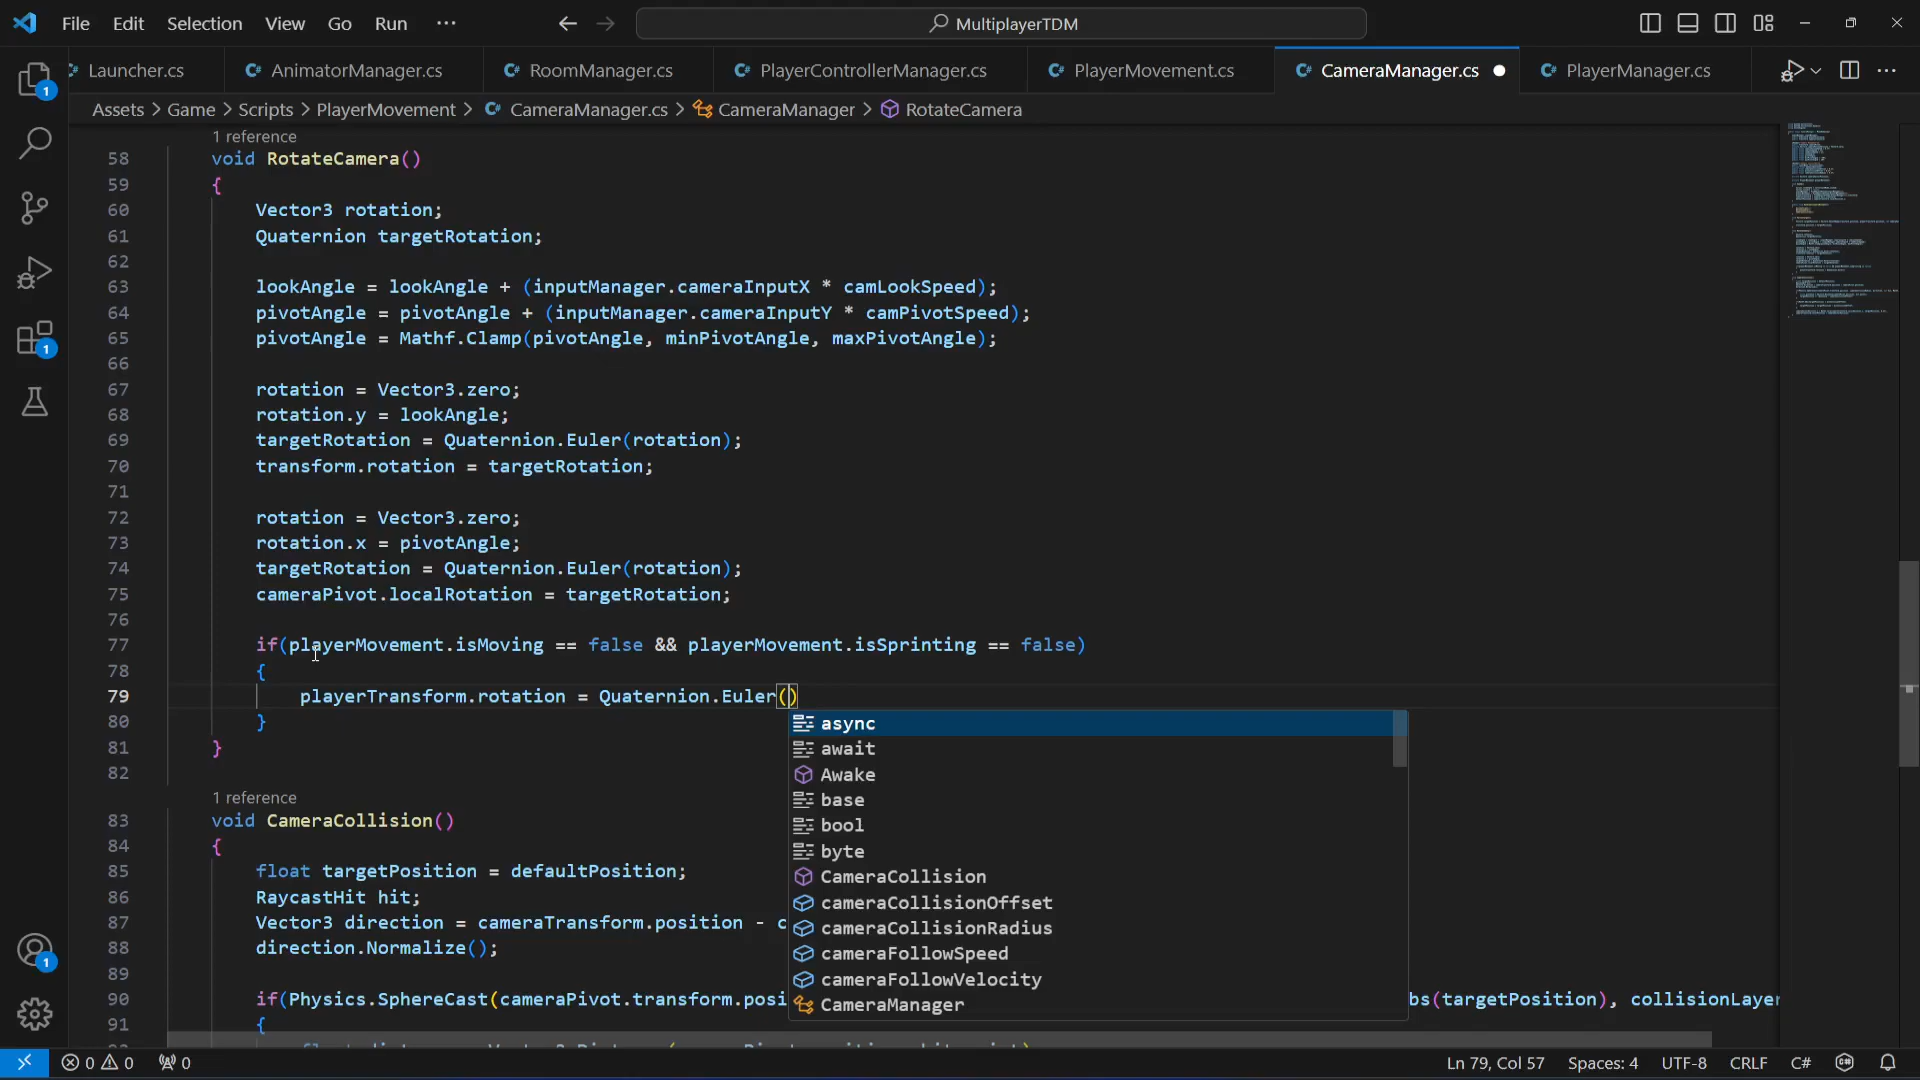 File Edit Selection View Go Run ··· MultiplayerTDM
Launcher.cs AnimatorManager.cs RoomManager.cs PlayerControllerManager.cs PlayerMovement.cs CameraManager.cs PlayerManager.cs
Assets > Game > Scripts > PlayerMovement > CameraManager.cs > CameraManager > RotateCamera
1 reference
58 void RotateCamera()
59 {
60 Vector3 rotation;
61 Quaternion targetRotation;
62
63 lookAngle = lookAngle + (inputManager.cameraInputX * camLookSpeed);
64 pivotAngle = pivotAngle + (inputManager.cameraInputY * camPivotSpeed);
65 pivotAngle = Mathf.Clamp(pivotAngle, minPivotAngle, maxPivotAngle);
66
67 rotation = Vector3.zero;
68 rotation.y = lookAngle;
69 targetRotation = Quaternion.Euler(rotation);
70 transform.rotation = targetRotation;
71
72 rotation = Vector3.zero;
73 rotation.x = pivotAngle;
74 targetRotation = Quaternion.Euler(rotation);
75 cameraPivot.localRotation = targetRotation;
76
77 if(playerMovement.isMoving == false && playerMovement.isSprinting == false)
78 {
79 playerTransform.rotation = Quaternion.Euler()
80 }
81 }
82
async
await
Awake
base
bool
byte
CameraCollision
cameraCollisionOffset
cameraCollisionRadius
cameraFollowSpeed
cameraFollowVelocity
CameraManager
1 reference
83 void CameraCollision()
84 {
85 float targetPosition = defaultPosition;
86 RaycastHit hit;
87 Vector3 direction = cameraTransform.position - c
88 direction.Normalize();
89
90 if(Physics.SphereCast(cameraPivot.transform.posi bs(targetPosition), collisionLayer
91 {
1
1
1
0 0 0 Ln 79, Col 57 Spaces: 4 UTF-8 CRLF C#